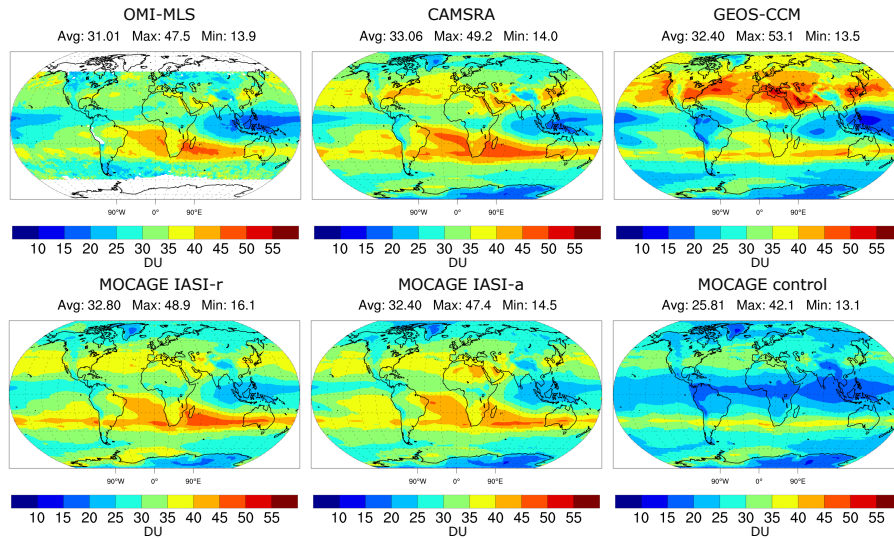 OMI-MLS CAMSRA GEOS-CCM
Avg: 31.01 Max: 47.5 Min: 13.9 Avg: 33.06 Max: 49.2 Min: 14.0 Avg: 32.40 Max: 53.1 Min: 13.5
90°W 0° 90°E 90°W 0° 90°E 90°W 0° 90°E
10 15 20 25 30 35 40 45 50 55 10 15 20 25 30 35 40 45 50 55 10 15 20 25 30 35 40 45 50 55
DU DU DU
MOCAGE IASI-r MOCAGE IASI-a MOCAGE control
Avg: 32.80 Max: 48.9 Min: 16.1 Avg: 32.40 Max: 47.4 Min: 14.5 Avg: 25.81 Max: 42.1 Min: 13.1
90°W 0° 90°E 90°W 0° 90°E 90°W 0° 90°E
10 15 20 25 30 35 40 45 50 55 10 15 20 25 30 35 40 45 50 55 10 15 20 25 30 35 40 45 50 55
DU DU DU